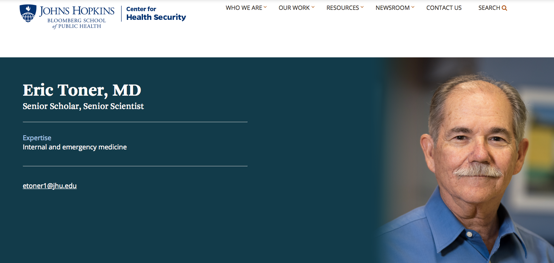 JOHNS HOPKINS
BLOOMBERG SCHOOL
of PUBLIC HEALTH
Center for
Health Security
WHO WE ARE
OUR WORK
RESOURCES
NEWSROOM
CONTACT US
SEARCH
Eric Toner, MD
Senior Scholar, Senior Scientist
Expertise
Internal and emergency medicine
etoner1@jhu.edu